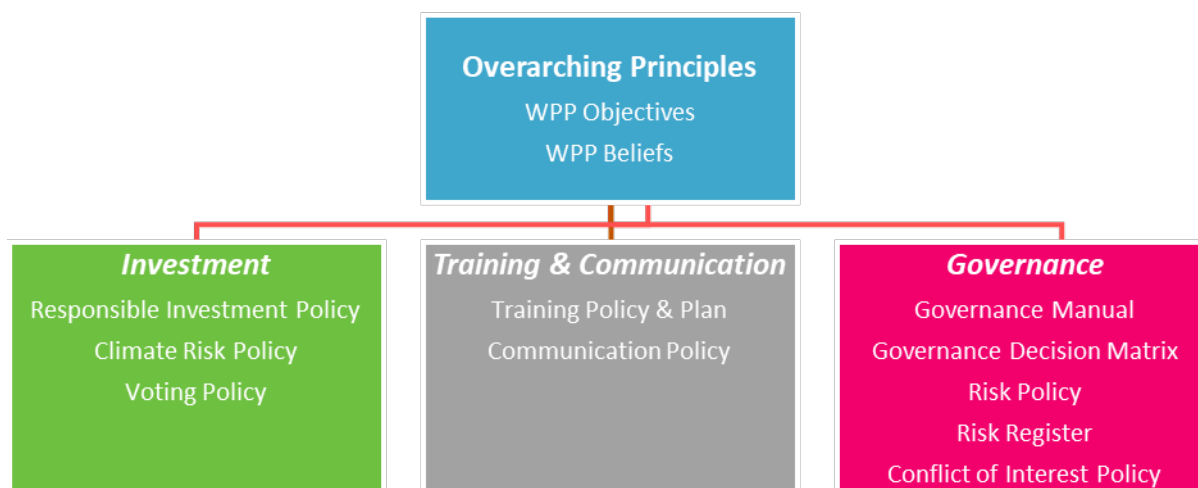 Overarching Principles
WPP Objectives
WPP Beliefs
Investment
Responsible Investment Policy
Climate Risk Policy
Voting Policy
Training & Communication
Training Policy & Plan
Communication Policy
Governance
Governance Manual
Governance Decision Matrix
Risk Policy
Risk Register
Conflict of Interest Policy